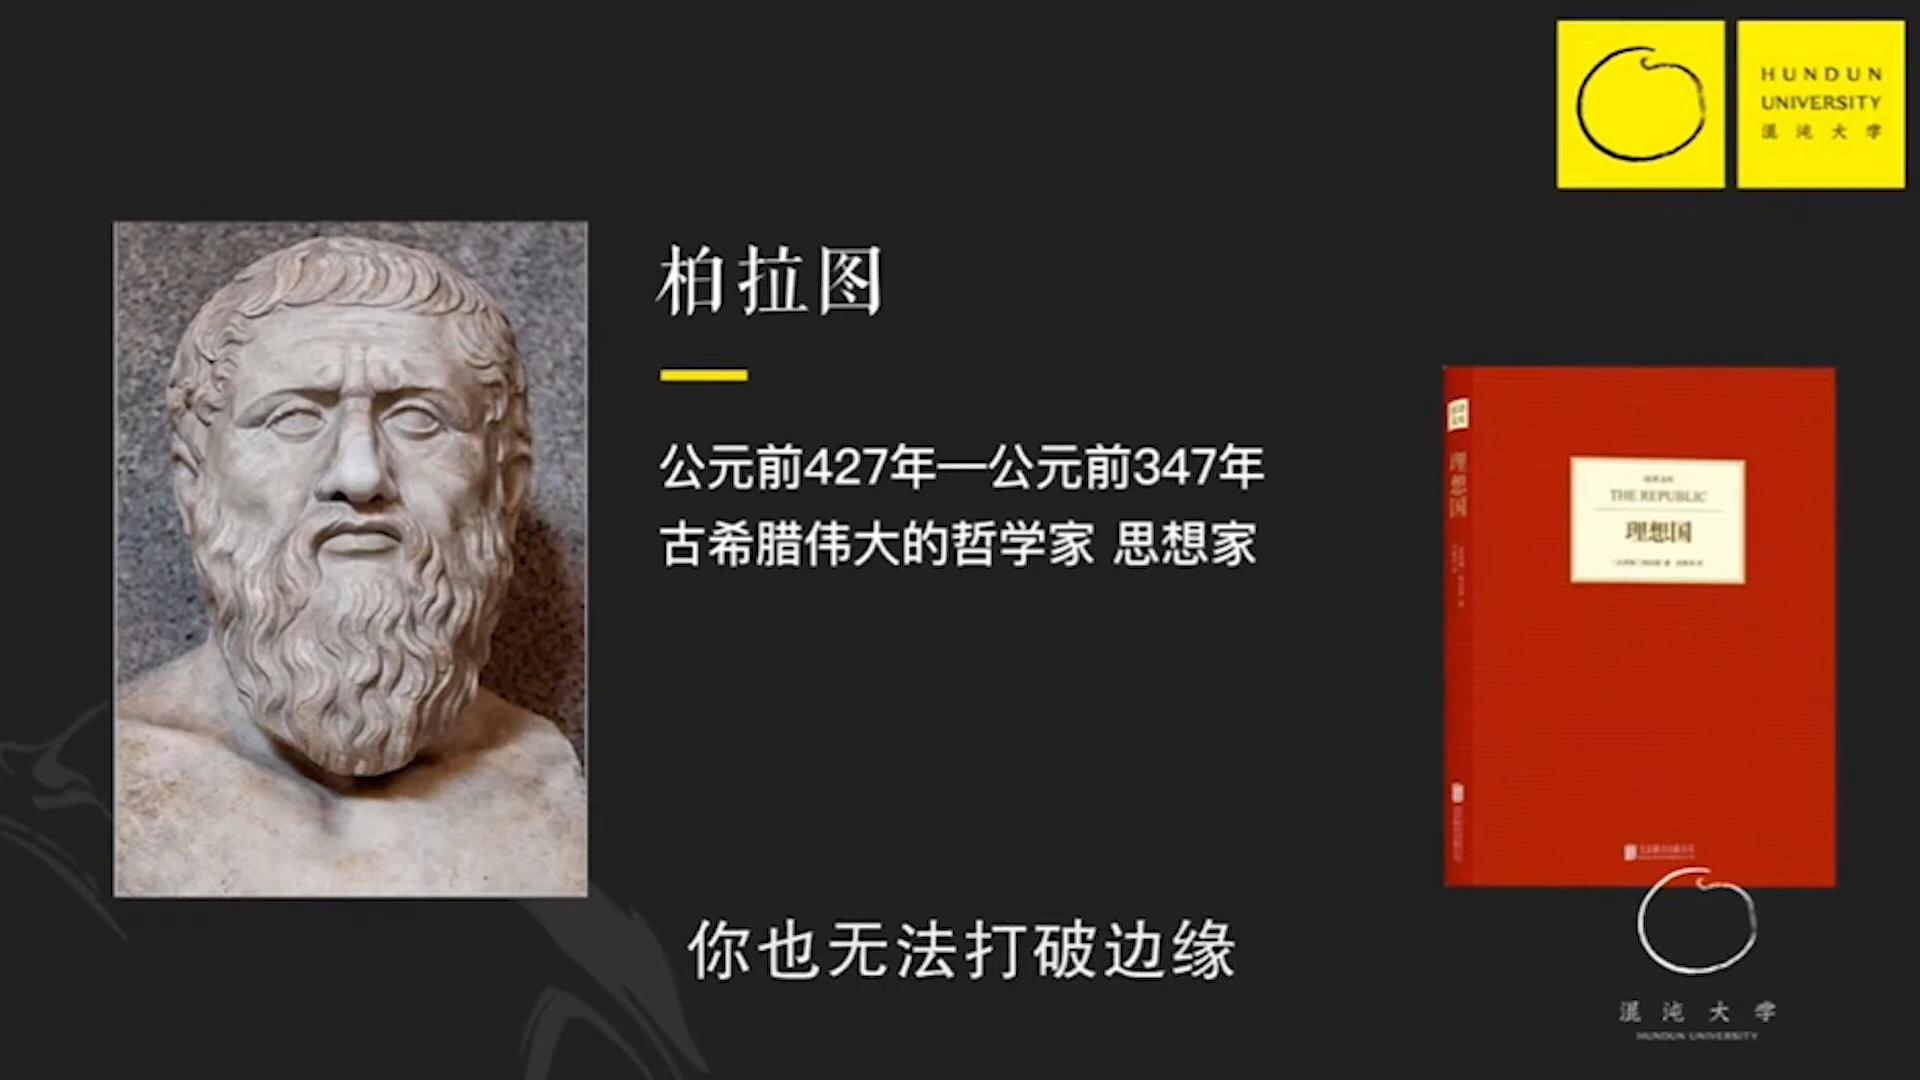 HUNDUN
UNIVERSITY
混沌大学
柏拉图
公元前427年—公元前347年
古希腊伟大的哲学家 思想家
理想国
THE REPUBLIC
理想国
你也无法打破边缘
混沌大学
HUNDUN UNIVERSITY